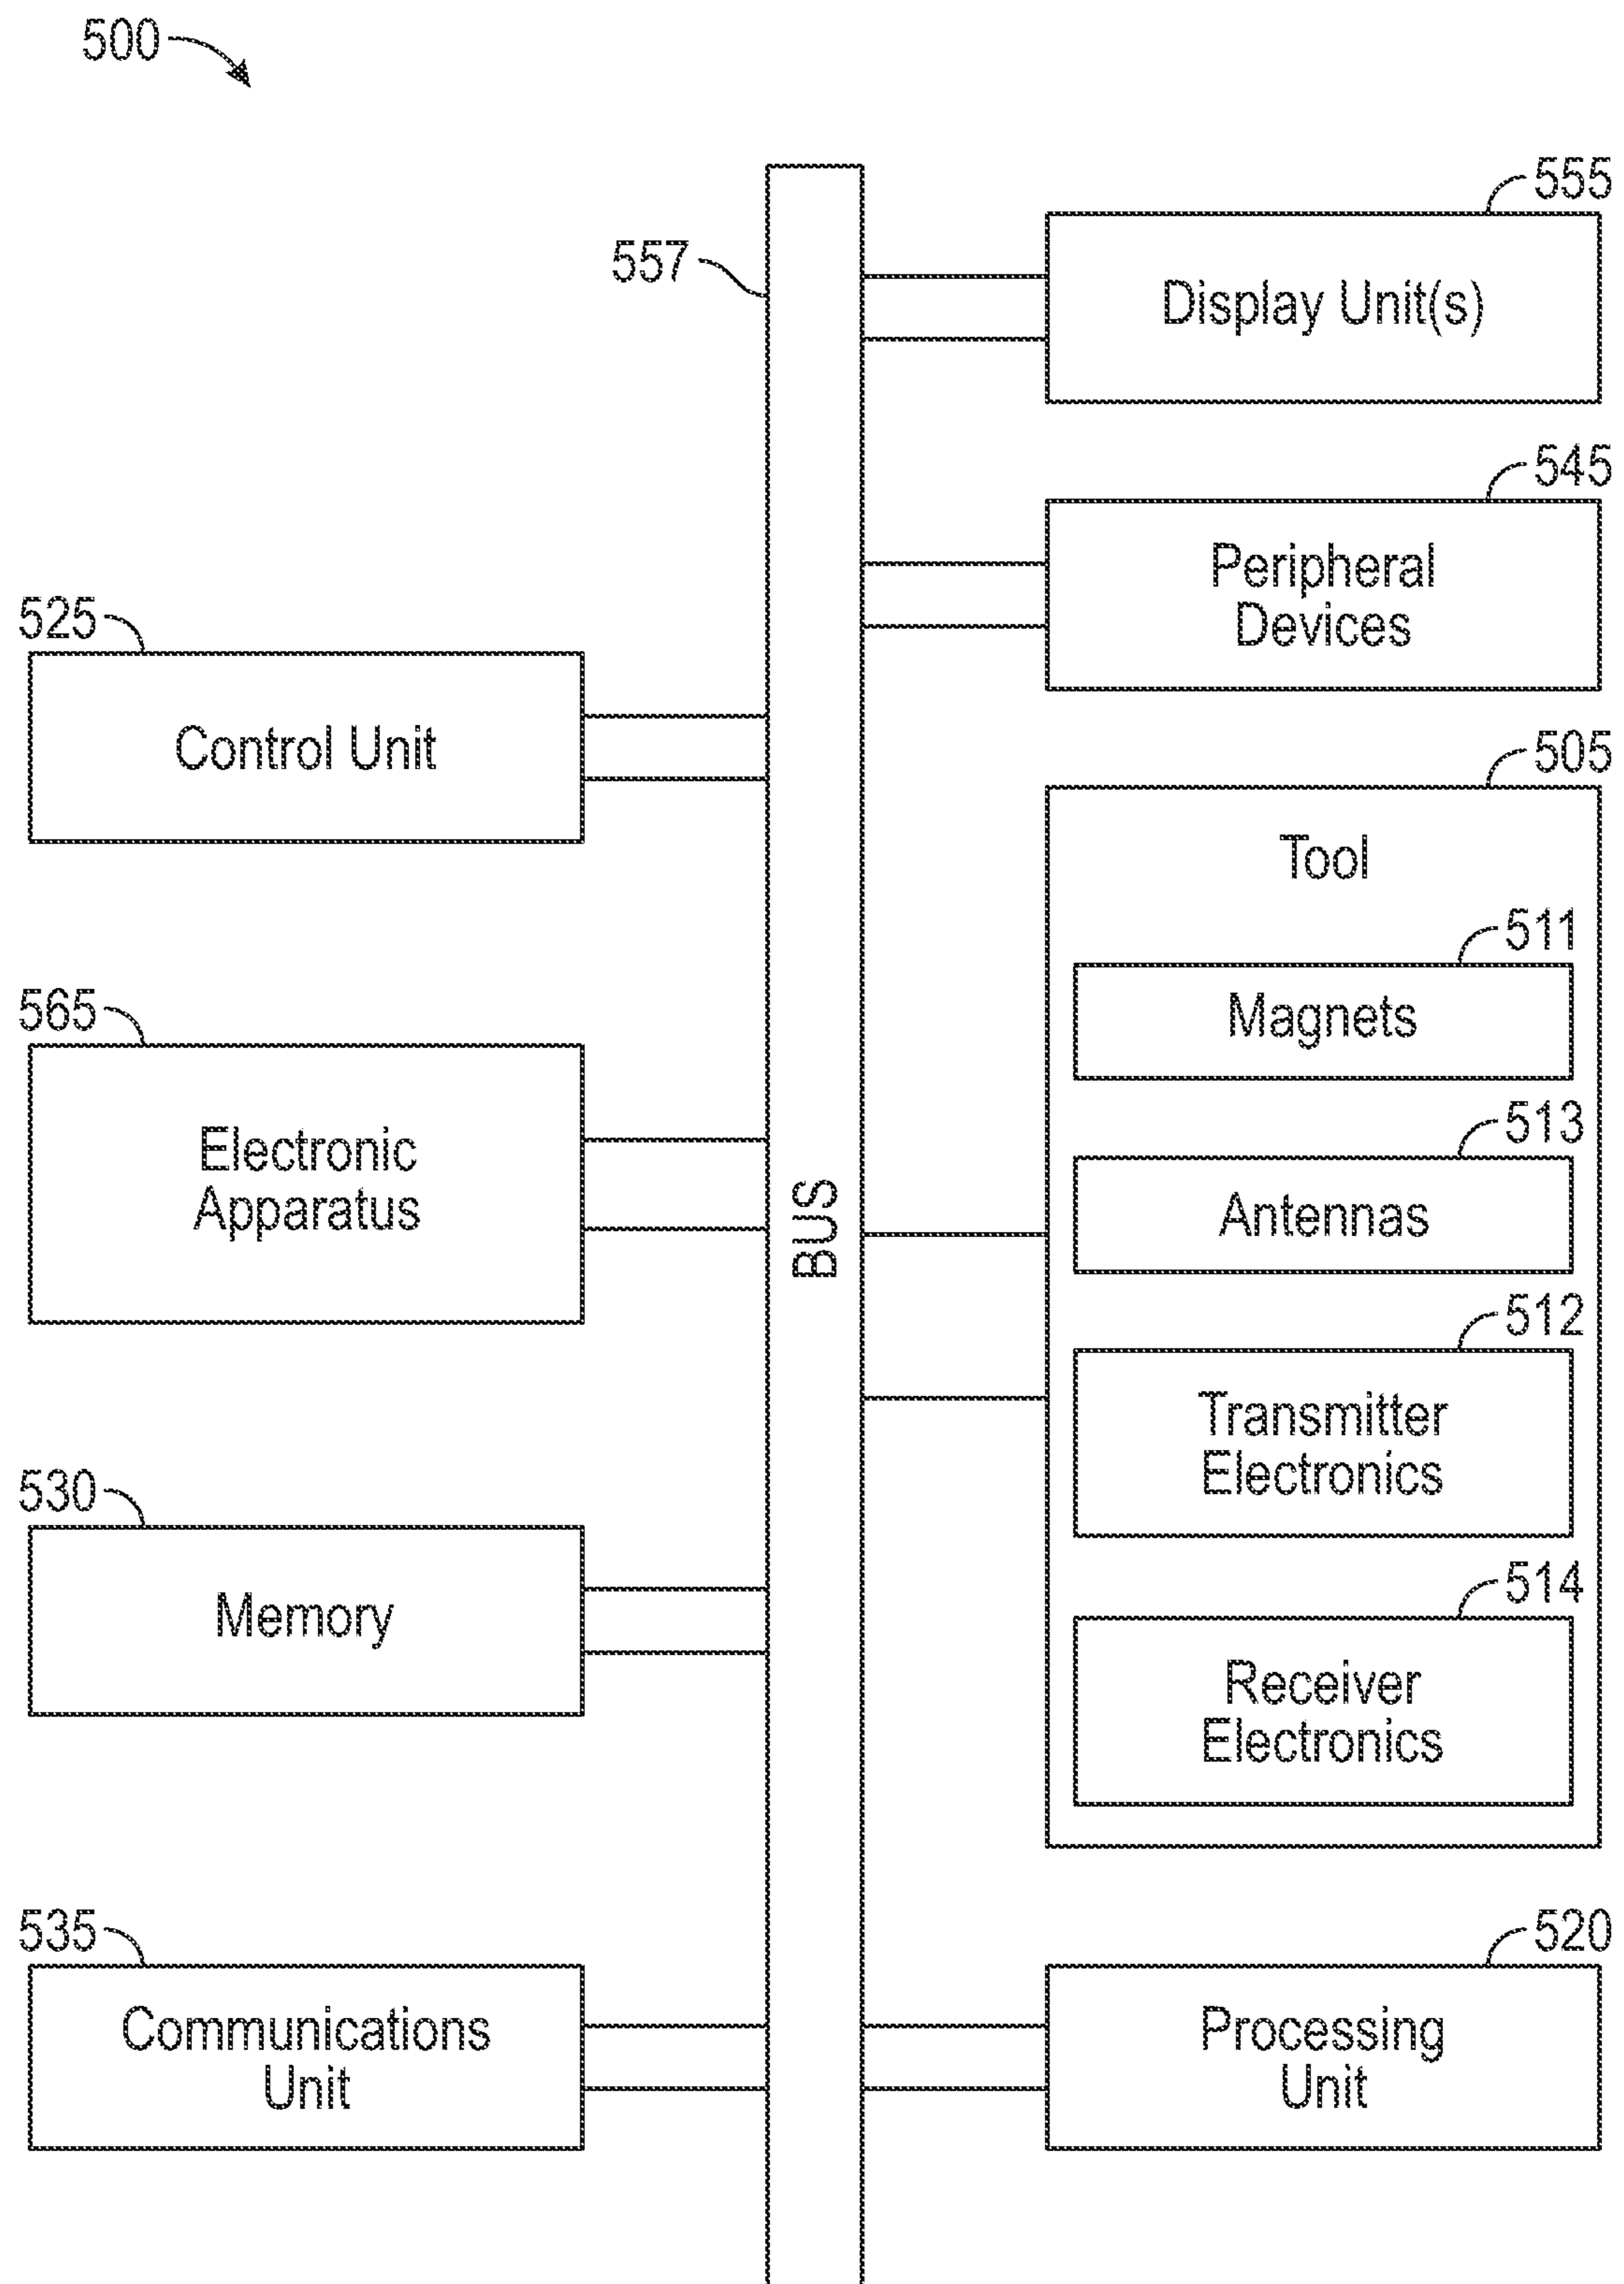 500
557
BUS
555
Display Unit(s)
545
Peripheral
Devices
525
Control Unit
505
Tool
511
Magnets
513
Antennas
512
Transmitter
Electronics
514
Receiver
Electronics
565
Electronic
Apparatus
530
Memory
535
Communications
Unit
520
Processing
Unit